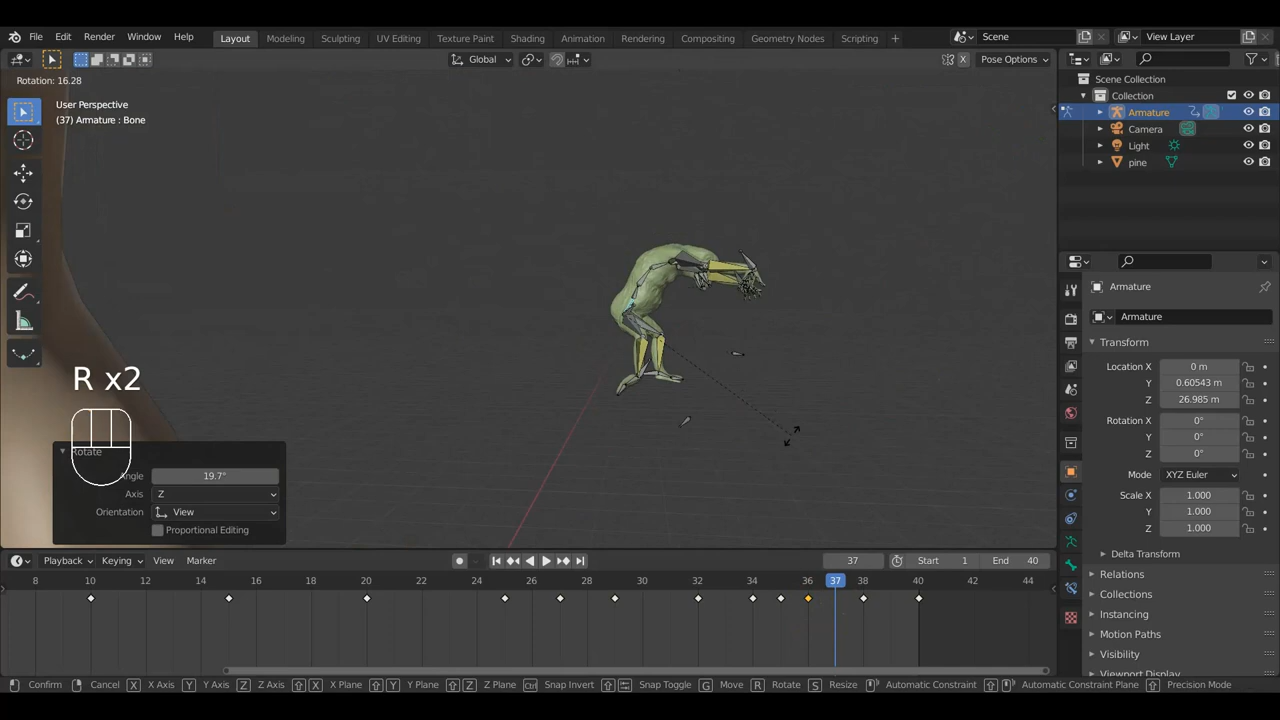 File Edit Render Window Help Layout Modeling Sculpting UV Editing Texture Paint Shading Animation Rendering Compositing Geometry Nodes Scripting + Scene View Layer
Global X Pose Options
Rotation: 16.28
User Perspective
(37) Armature : Bone
Scene Collection
Collection
Armature
Camera
Light
pine
Armature
Armature
Transform
Location X 0 m
Y 0.60543 m
Z 26.985 m
Rotation X 0°
Y 0°
Z 0°
Mode XYZ Euler
Scale X 1.000
Y 1.000
Z 1.000
Delta Transform
Relations
Collections
Instancing
Motion Paths
Visibility
Viewport Display
R x2
Rotate
Angle 19.7°
Axis Z
Orientation View
Proportional Editing
Playback Keying View Marker 37 Start 1 End 40
8 10 12 14 16 18 20 22 24 26 28 30 32 34 36 37 38 40 42 44
Confirm Cancel X X Axis Y Y Axis Z Z Axis X X Plane Y Y Plane Z Z Plane Ctrl Snap Invert Snap Toggle G Move R Rotate S Resize Automatic Constraint Automatic Constraint Plane Precision Mode